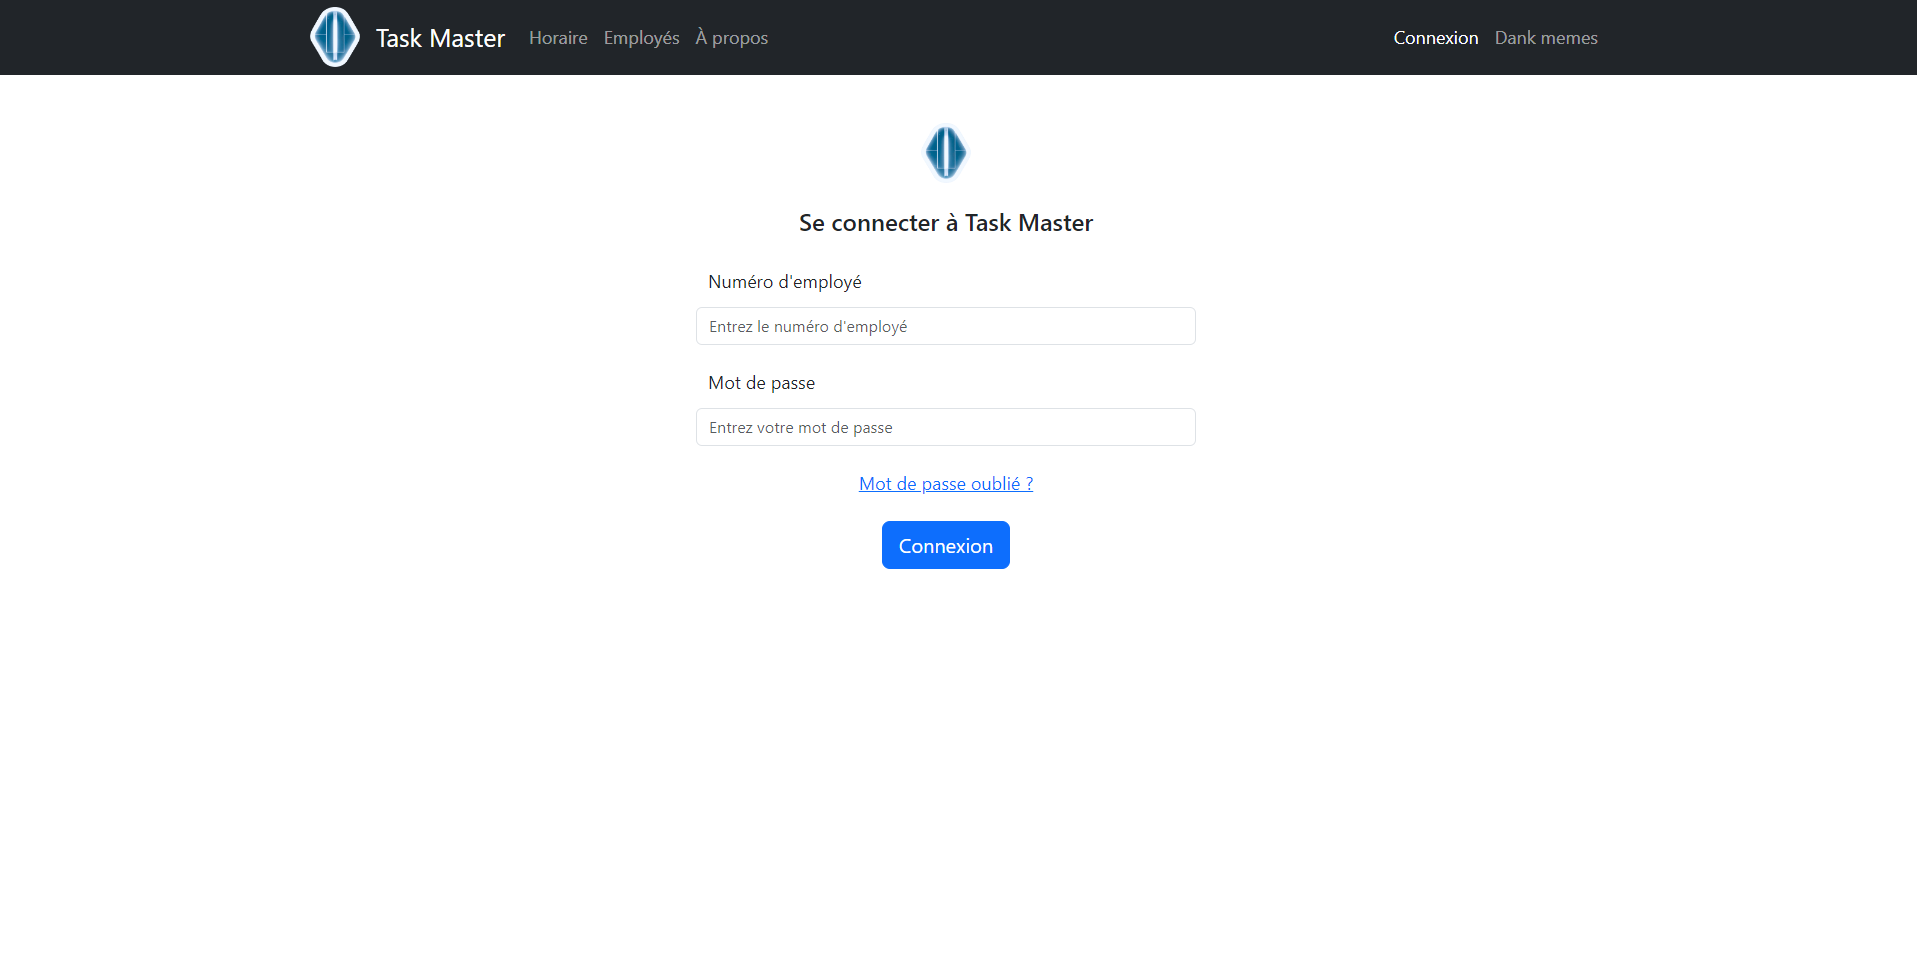 Task Master Horaire Employés À propos Connexion Dank memes
Se connecter à Task Master
Numéro d'employé
Entrez le numéro d'employé
Mot de passe
Entrez votre mot de passe
Mot de passe oublié ?
Connexion